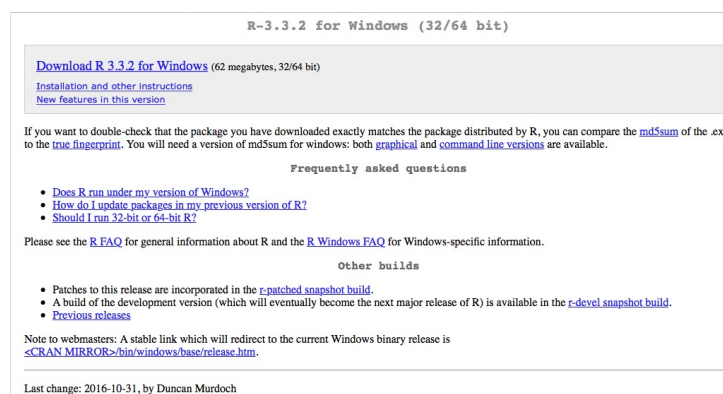 R-3.3.2 for Windows (32/64 bit)
Download R 3.3.2 for Windows (62 megabytes, 32/64 bit)
Installation and other instructions
New features in this version
If you want to double-check that the package you have downloaded exactly matches the package distributed by R, you can compare the md5sum of the .ex
to the true fingerprint. You will need a version of md5sum for windows: both graphical and command line versions are available.
Frequently asked questions
• Does R run under my version of Windows?
• How do I update packages in my previous version of R?
• Should I run 32-bit or 64-bit R?
Please see the R FAQ for general information about R and the R Windows FAQ for Windows-specific information.
Other builds
• Patches to this release are incorporated in the r-patched snapshot build.
• A build of the development version (which will eventually become the next major release of R) is available in the r-devel snapshot build.
• Previous releases
Note to webmasters: A stable link which will redirect to the current Windows binary release is
<CRAN MIRROR>/bin/windows/base/release.htm.
Last change: 2016-10-31, by Duncan Murdoch